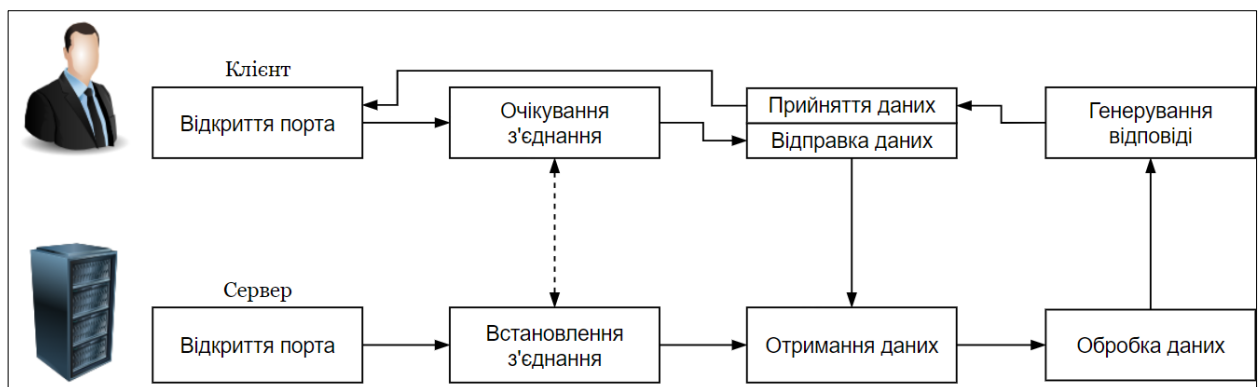 Клієнт
Відкриття порта
Очікування
з'єднання
Прийняття даних
Відправка даних
Генерування
відповіді
Сервер
Відкриття порта
Встановлення
з'єднання
Отримання даних
Обробка даних